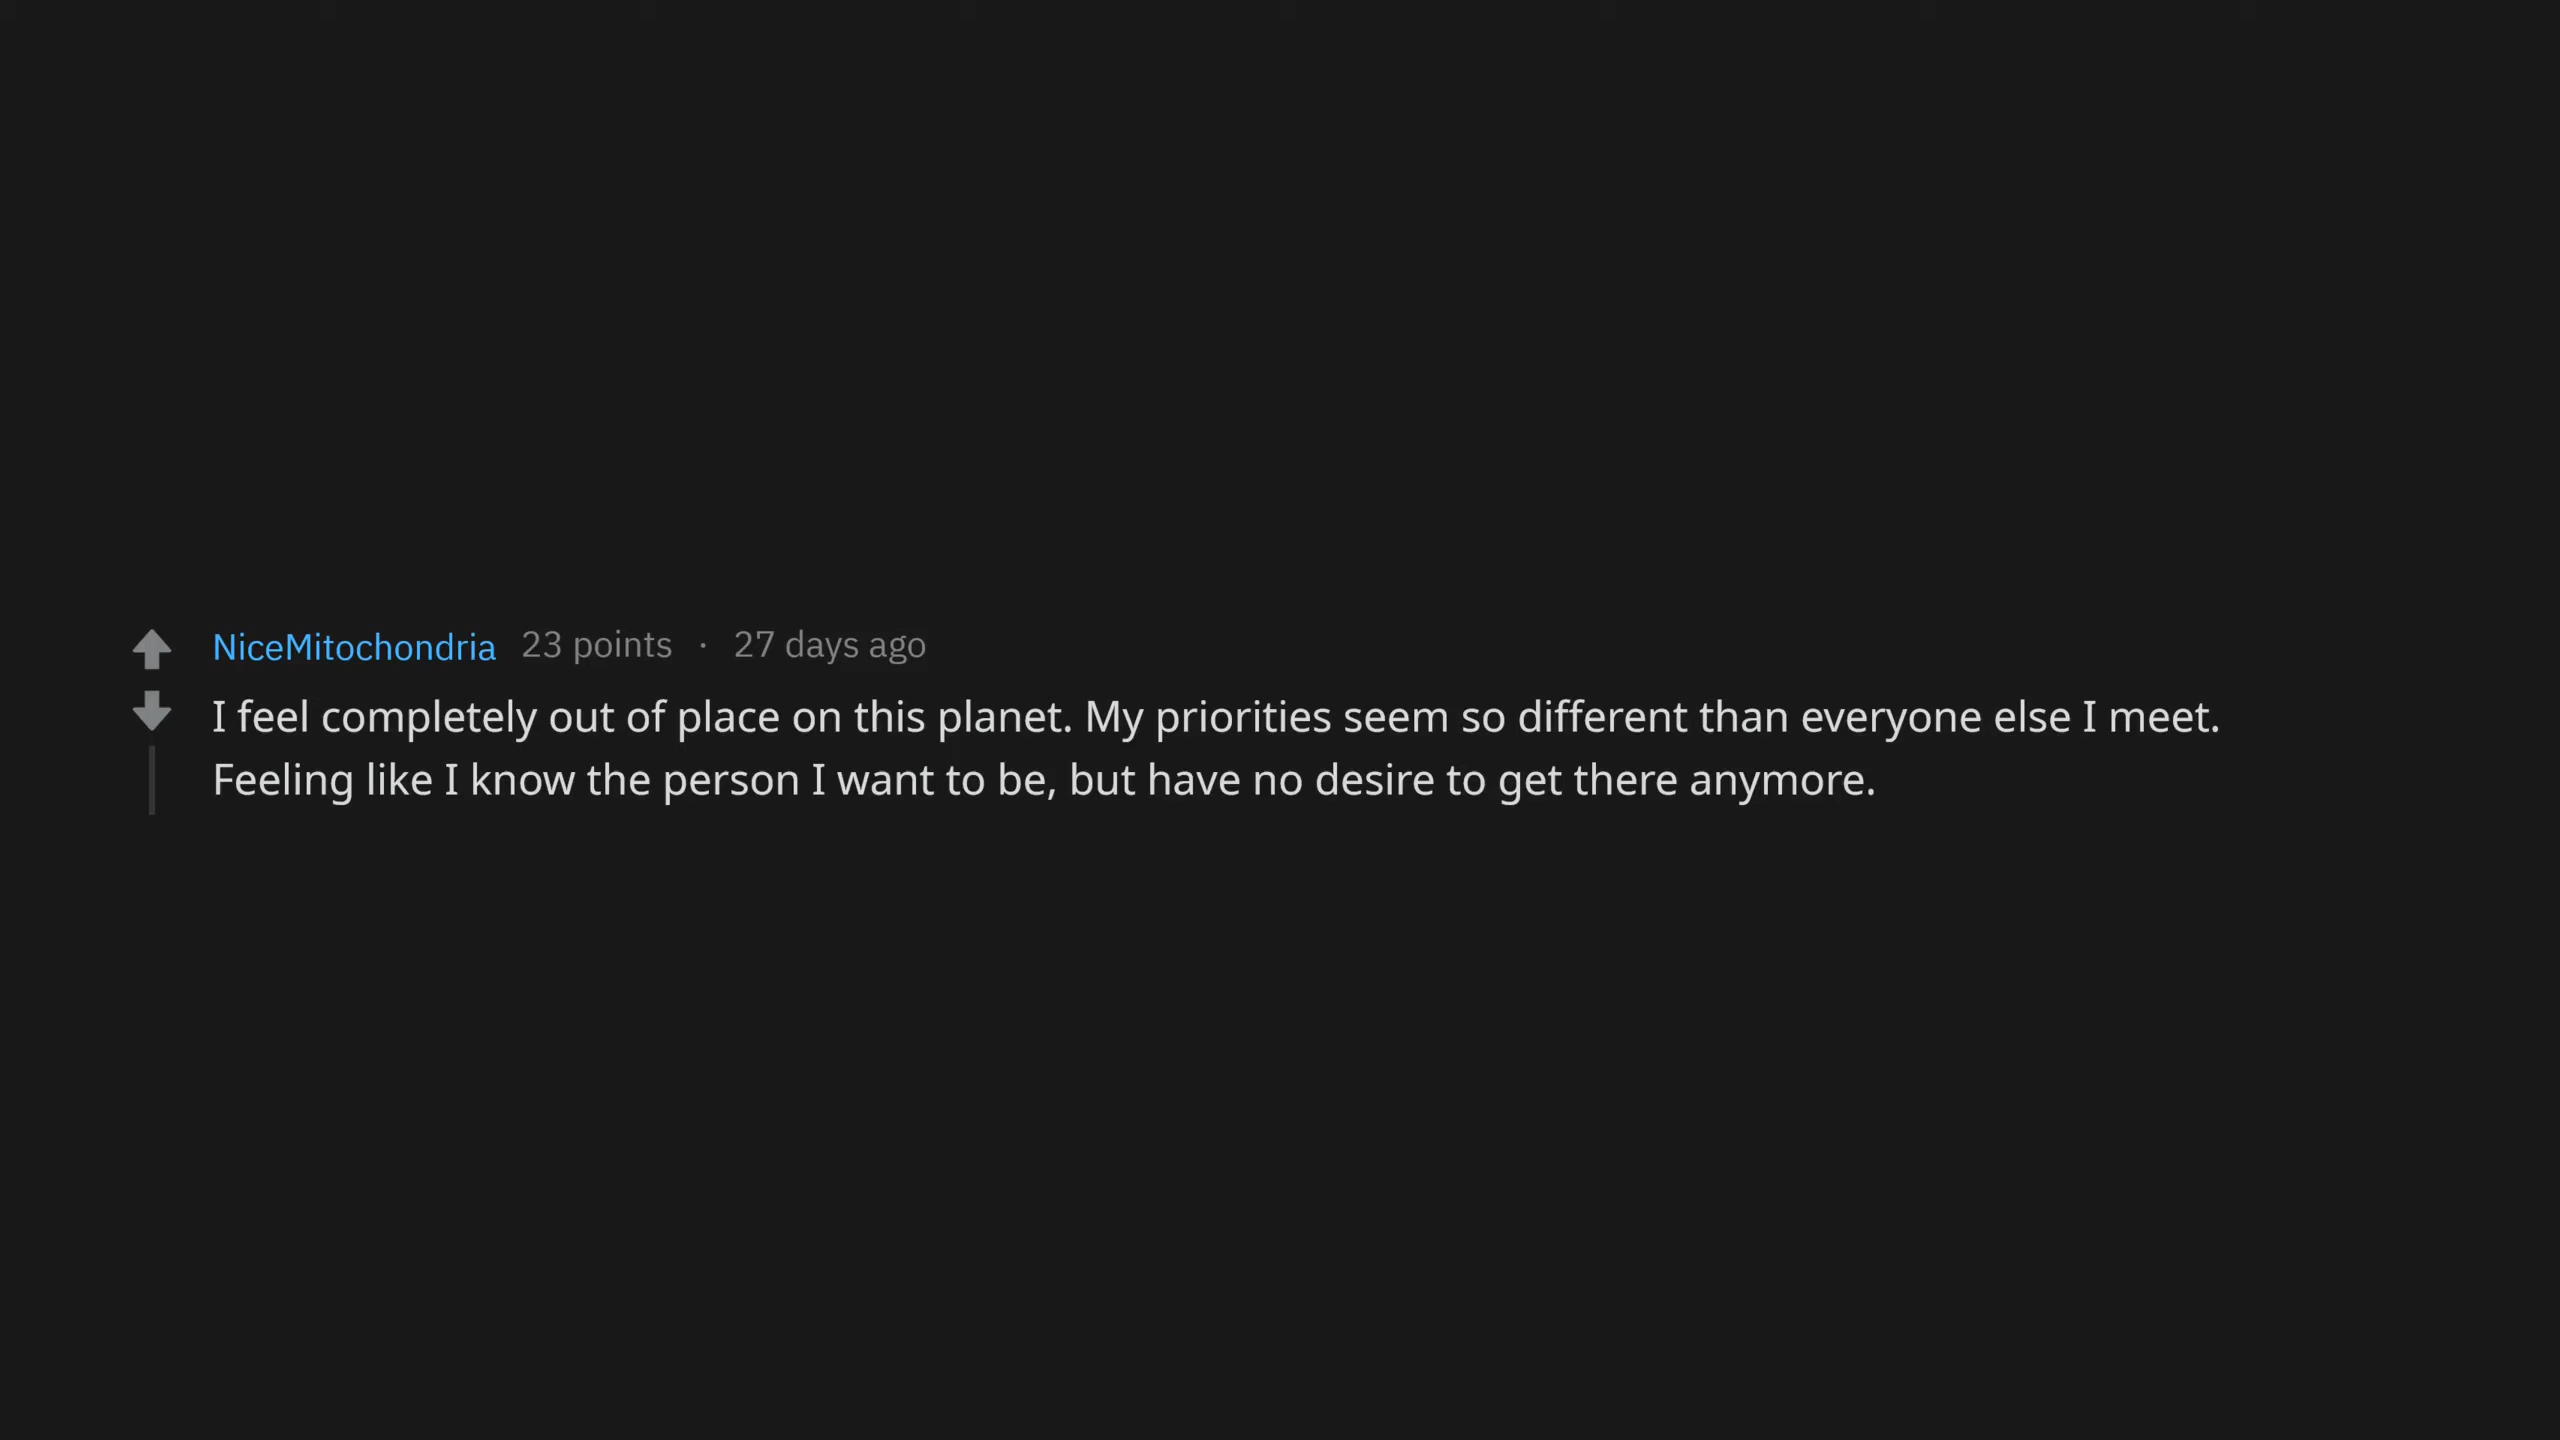 NiceMitochondria 23 points · 27 days ago
I feel completely out of place on this planet. My priorities seem so different than everyone else I meet.
Feeling like I know the person I want to be, but have no desire to get there anymore.